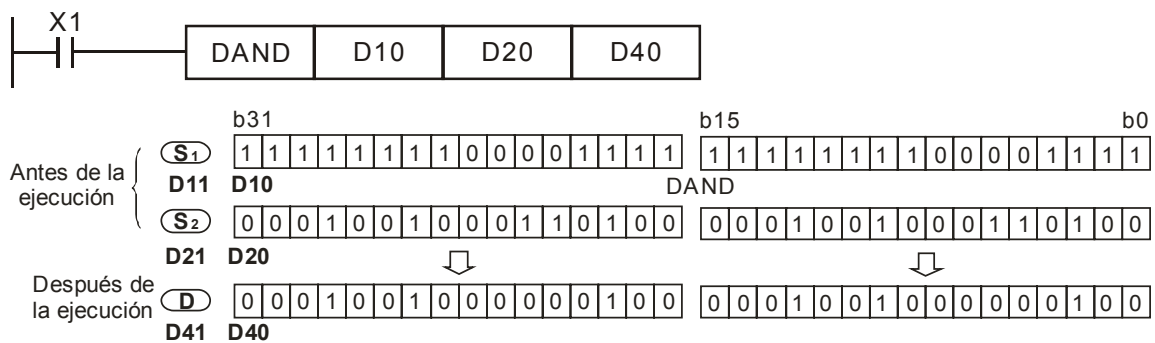 X1
DAND D10 D20 D40
b31 b15 b0
Antes de la ejecución
S1 1 1 1 1 1 1 1 1 0 0 0 0 1 1 1 1 1 1 1 1 1 1 1 1 0 0 0 0 1 1 1 1
D11 D10 DAND
S2 0 0 0 1 0 0 1 0 0 0 1 1 0 1 0 0 0 0 0 1 0 0 1 0 0 0 1 1 0 1 0 0
D21 D20
Después de la ejecución
D 0 0 0 1 0 0 1 0 0 0 0 0 0 1 0 0 0 0 0 1 0 0 1 0 0 0 0 0 0 1 0 0
D41 D40